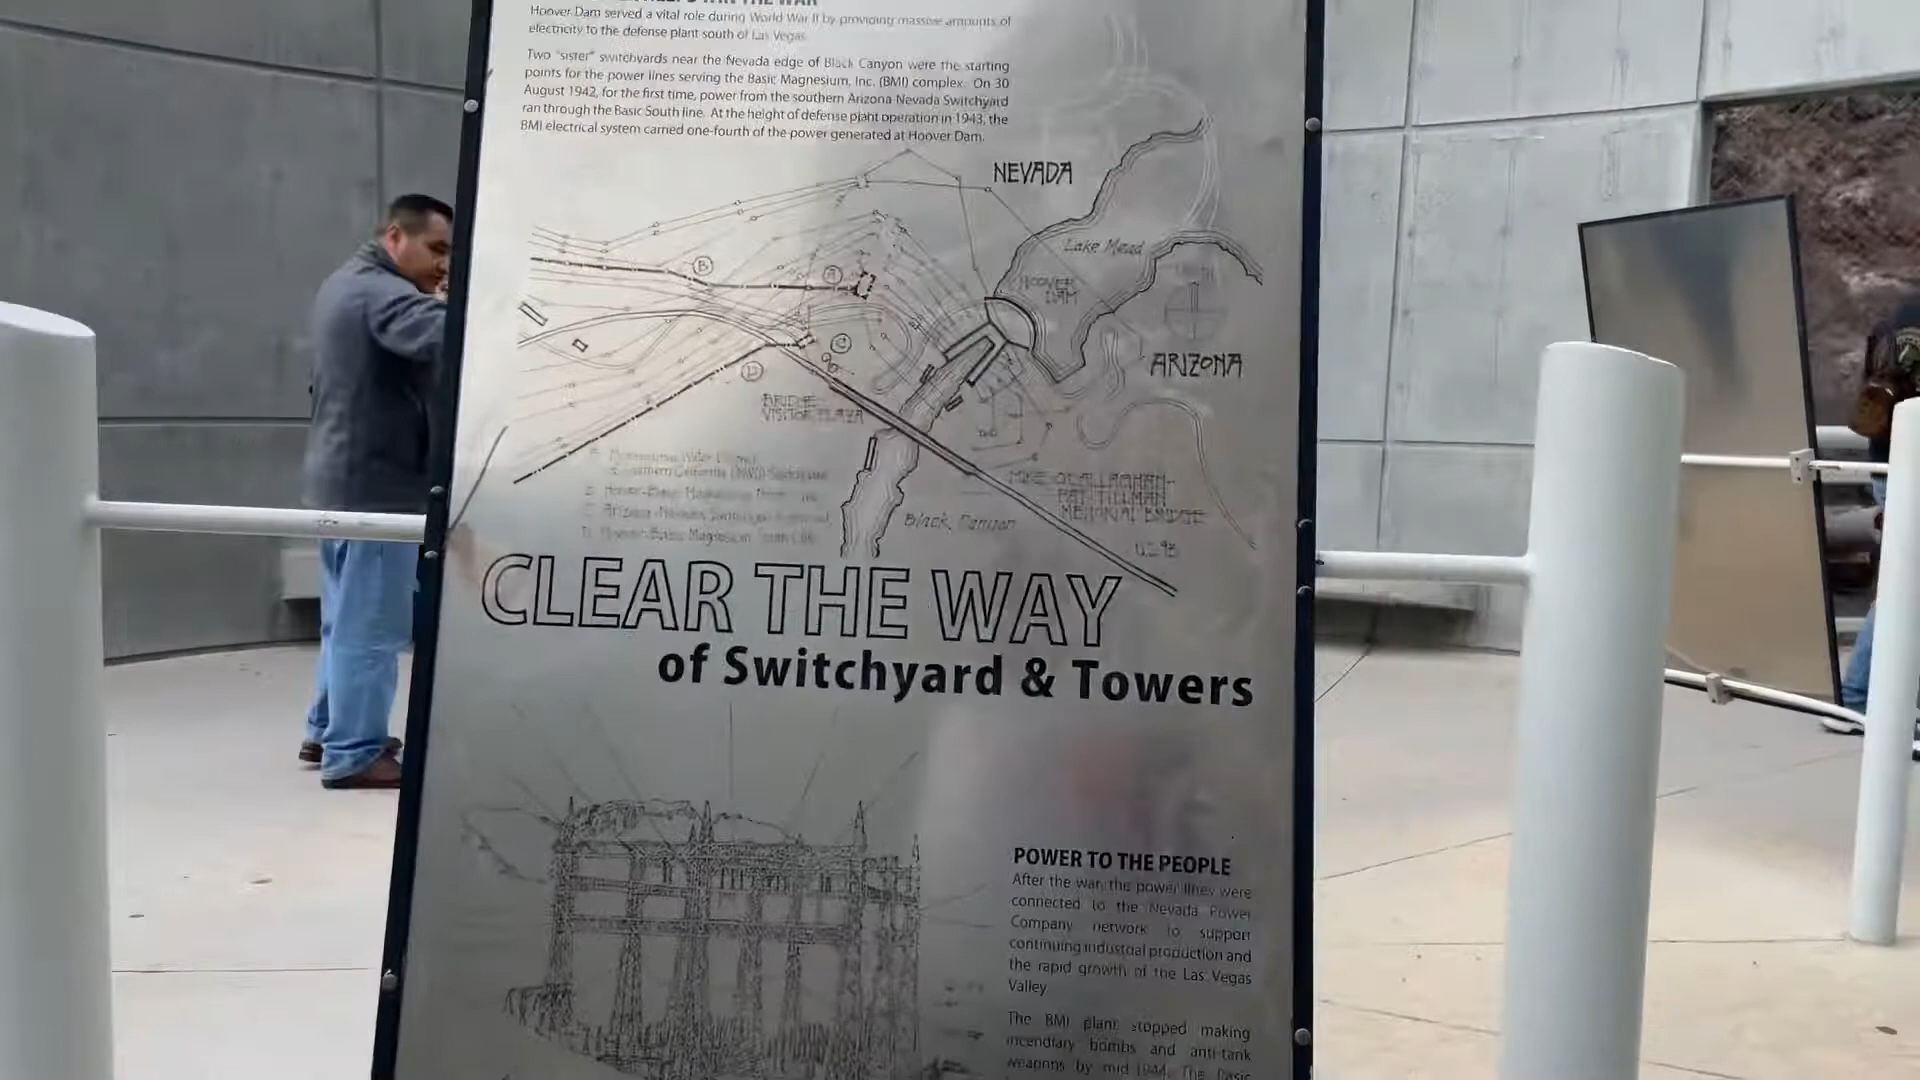 WIN THE WAR
Hoover Dam served a vital role during World War II by providing massive amounts of
electricity to the defense plant south of Las Vegas.
Two "sister" switchyards near the Nevada edge of Black Canyon were the starting
points for the power lines serving the Basic Magnesium, Inc. (BMI) complex. On 30
August 1942, for the first time, power from the southern Arizona-Nevada Switchyard
ran through the Basic South line. At the height of defense plant operation in 1943, the
BMI electrical system carried one-fourth of the power generated at Hoover Dam.
NEVADA
Lake Mead
HOOVER
DAM
ARIZONA
B
A
C
D
BRIDGE
VISITOR PLAZA
MIKE O'CALLAGHAN-
PAT TILLMAN
MEMORIAL BRIDGE
Black Canyon
U.S. 93
CLEAR THE WAY
of Switchyard & Towers
POWER TO THE PEOPLE
After the war, the power lines were
connected to the Nevada Power
Company network to support
continuing industrial production and
the rapid growth of the Las Vegas
Valley.
The BMI plant stopped making
incendiary bombs and anti-tank
weapons by mid 1944. The Basic